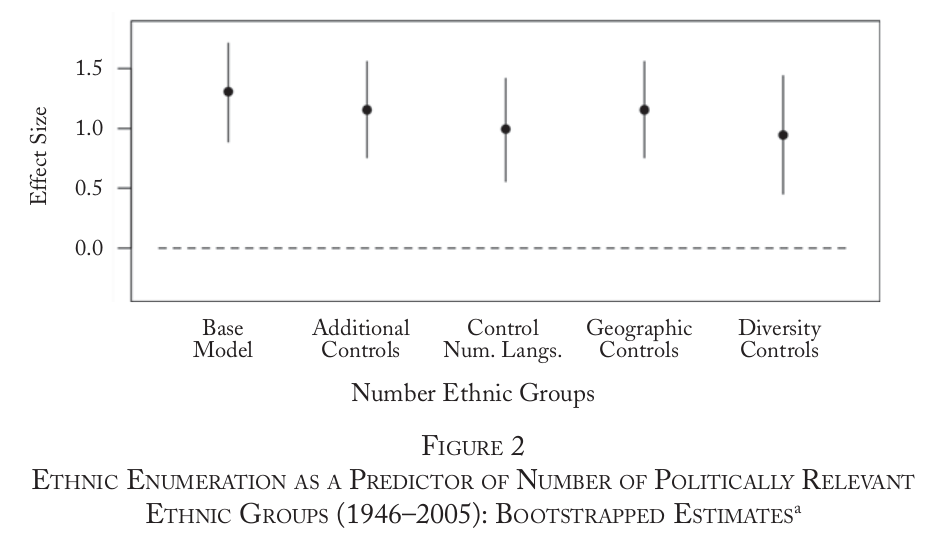 1.5
1.0
0.5
0.0
Effect Size
Base Model
Additional Controls
Control Num. Langs.
Geographic Controls
Diversity Controls
Number Ethnic Groups
Figure 2
Ethnic Enumeration as a Predictor of Number of Politically Relevant
Ethnic Groups (1946–2005): Bootstrapped Estimatesᵃ